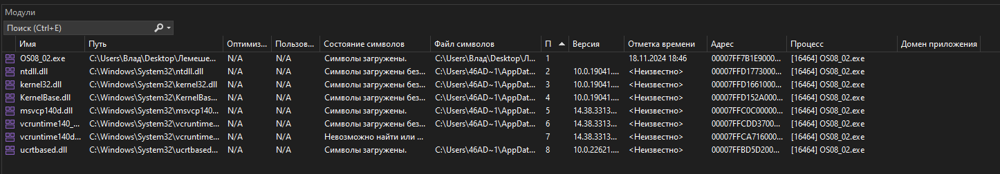 Модули
Поиск (Ctrl+E)
Имя Путь Оптимиз... Пользов... Состояние символов Файл символов П Версия Отметка времени Адрес Процесс Домен приложения
OS08_02.exe C:\Users\Влад\Desktop\Лемеше... N/A N/A Символы загружены. C:\Users\Влад\Desktop\Ле... 1 18.11.2024 18:46 00007FF7B1E9000... [16464] OS08_02.exe
ntdll.dll C:\Windows\System32\ntdll.dll N/A N/A Символы загружены без... C:\Users\46AD~1\AppDat... 2 10.0.19041.... <Неизвестно> 00007FFD1773000... [16464] OS08_02.exe
kernel32.dll C:\Windows\System32\kernel32.dll N/A N/A Символы загружены без... C:\Users\46AD~1\AppDat... 3 10.0.19041.... <Неизвестно> 00007FFD1661000... [16464] OS08_02.exe
KernelBase.dll C:\Windows\System32\KernelBas... N/A N/A Символы загружены без... C:\Users\46AD~1\AppDat... 4 10.0.19041.... <Неизвестно> 00007FFD152A000... [16464] OS08_02.exe
msvcp140d.dll C:\Windows\System32\msvcp140... N/A N/A Символы загружены. C:\Users\46AD~1\AppDat... 5 14.38.3313... <Неизвестно> 00007FFC0C00000... [16464] OS08_02.exe
vcruntime140_... C:\Windows\System32\vcruntime... N/A N/A Символы загружены без... C:\Users\46AD~1\AppDat... 6 14.38.3313... <Неизвестно> 00007FFCDD3700... [16464] OS08_02.exe
vcruntime140d... C:\Windows\System32\vcruntime... N/A N/A Невозможно найти или ... 7 14.38.3313... <Неизвестно> 00007FFCA716000... [16464] OS08_02.exe
ucrtbased.dll C:\Windows\System32\ucrtbased... N/A N/A Символы загружены. C:\Users\46AD~1\AppDat... 8 10.0.22621.... <Неизвестно> 00007FFBD5D200... [16464] OS08_02.exe